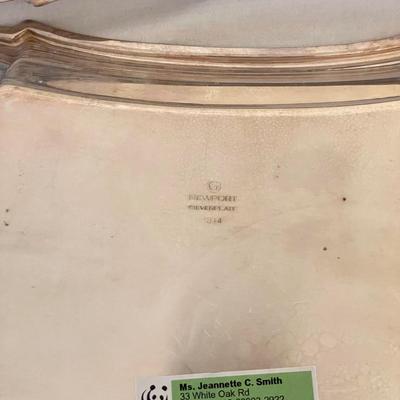 NEWPORT
SILVERPLATE
Ms. Jeannette C. Smith
33 White Oak Rd